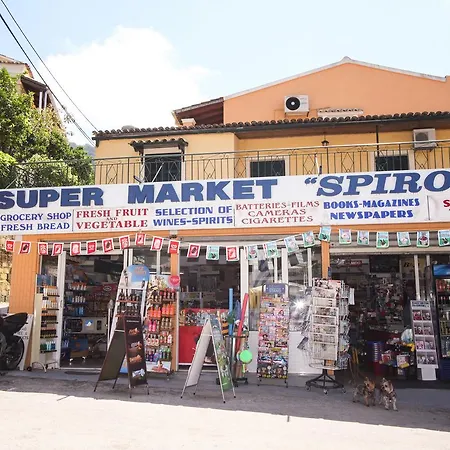 SUPER MARKET "SPIRO
GROCERY SHOP
FRESH BREAD
FRESH FRUIT
AND
VEGETABLE
SELECTION OF
WINES-SPIRITS
BATTERIES-FILMS
CAMERAS
CIGARETTES
BOOKS-MAGAZINES
NEWSPAPERS
S